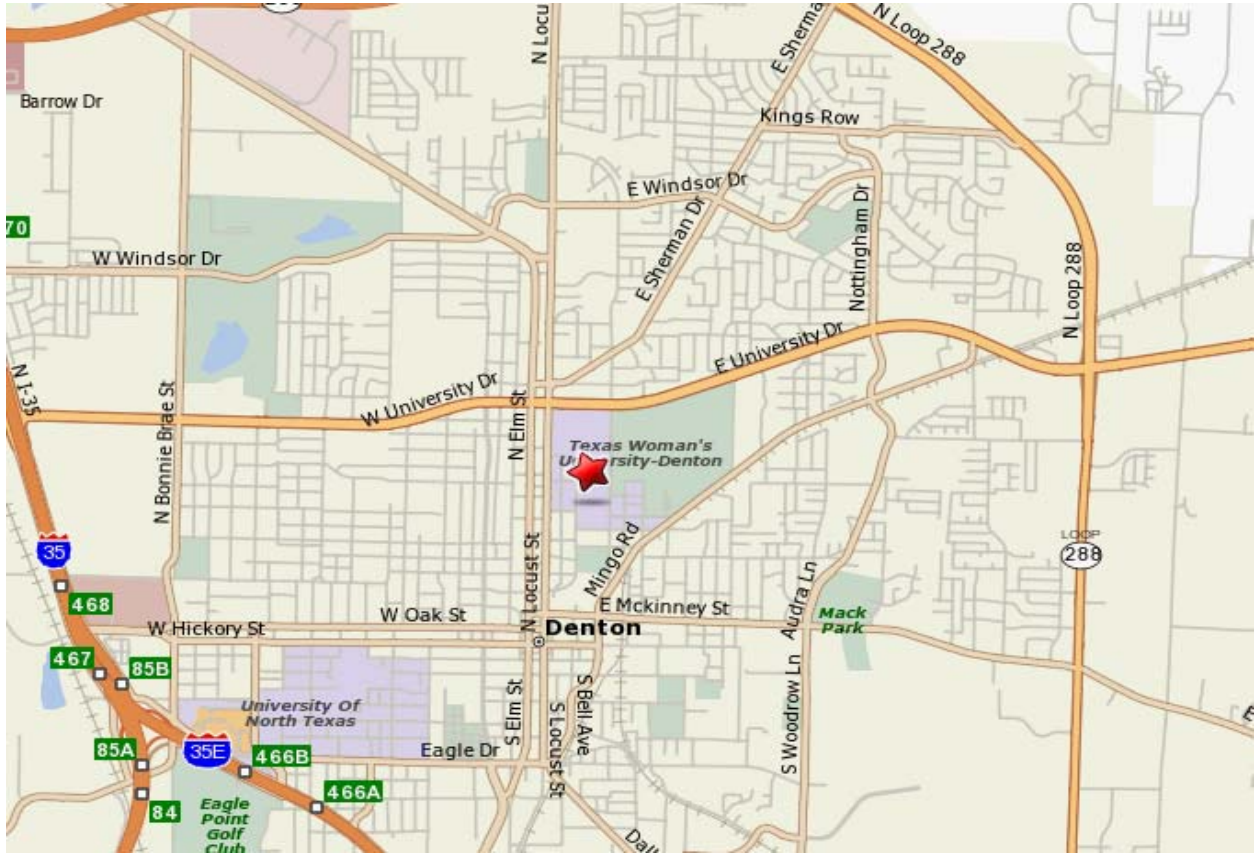 N Locust
E Sherma
N Loop 288
Barrow Dr
Kings Row
E Windsor Dr
E Sherman Dr
Nottingham Dr
70
W Windsor Dr
N Loop 288
E University Dr
N I-35
W University Dr
N Bonnie Brae St
N Elm St
Texas Woman's
University-Denton
35
468
LOOP
288
N Locust St
Mingo Rd
Audra Ln
W Oak St
E Mckinney St
Mack
Park
W Hickory St
Denton
467
85B
University Of
North Texas
S Elm St
S Bell Ave
S Woodrow Ln
S Locust St
85A
35E
466B
Eagle Dr
466A
84
Eagle
Point
Golf
Club
Dall
E